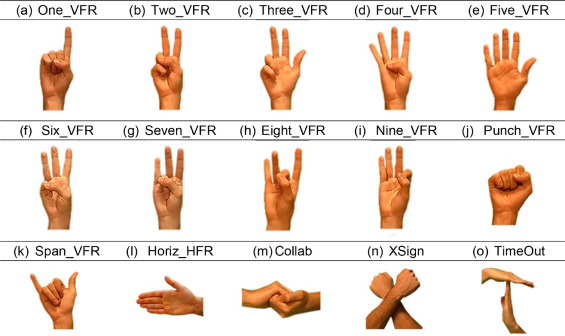 (a) One_VFR (b) Two_VFR (c) Three_VFR (d) Four_VFR (e) Five_VFR
(f) Six_VFR (g) Seven_VFR (h) Eight_VFR (i) Nine_VFR (j) Punch_VFR
(k) Span_VFR (l) Horiz_HFR (m) Collab (n) XSign (o) TimeOut